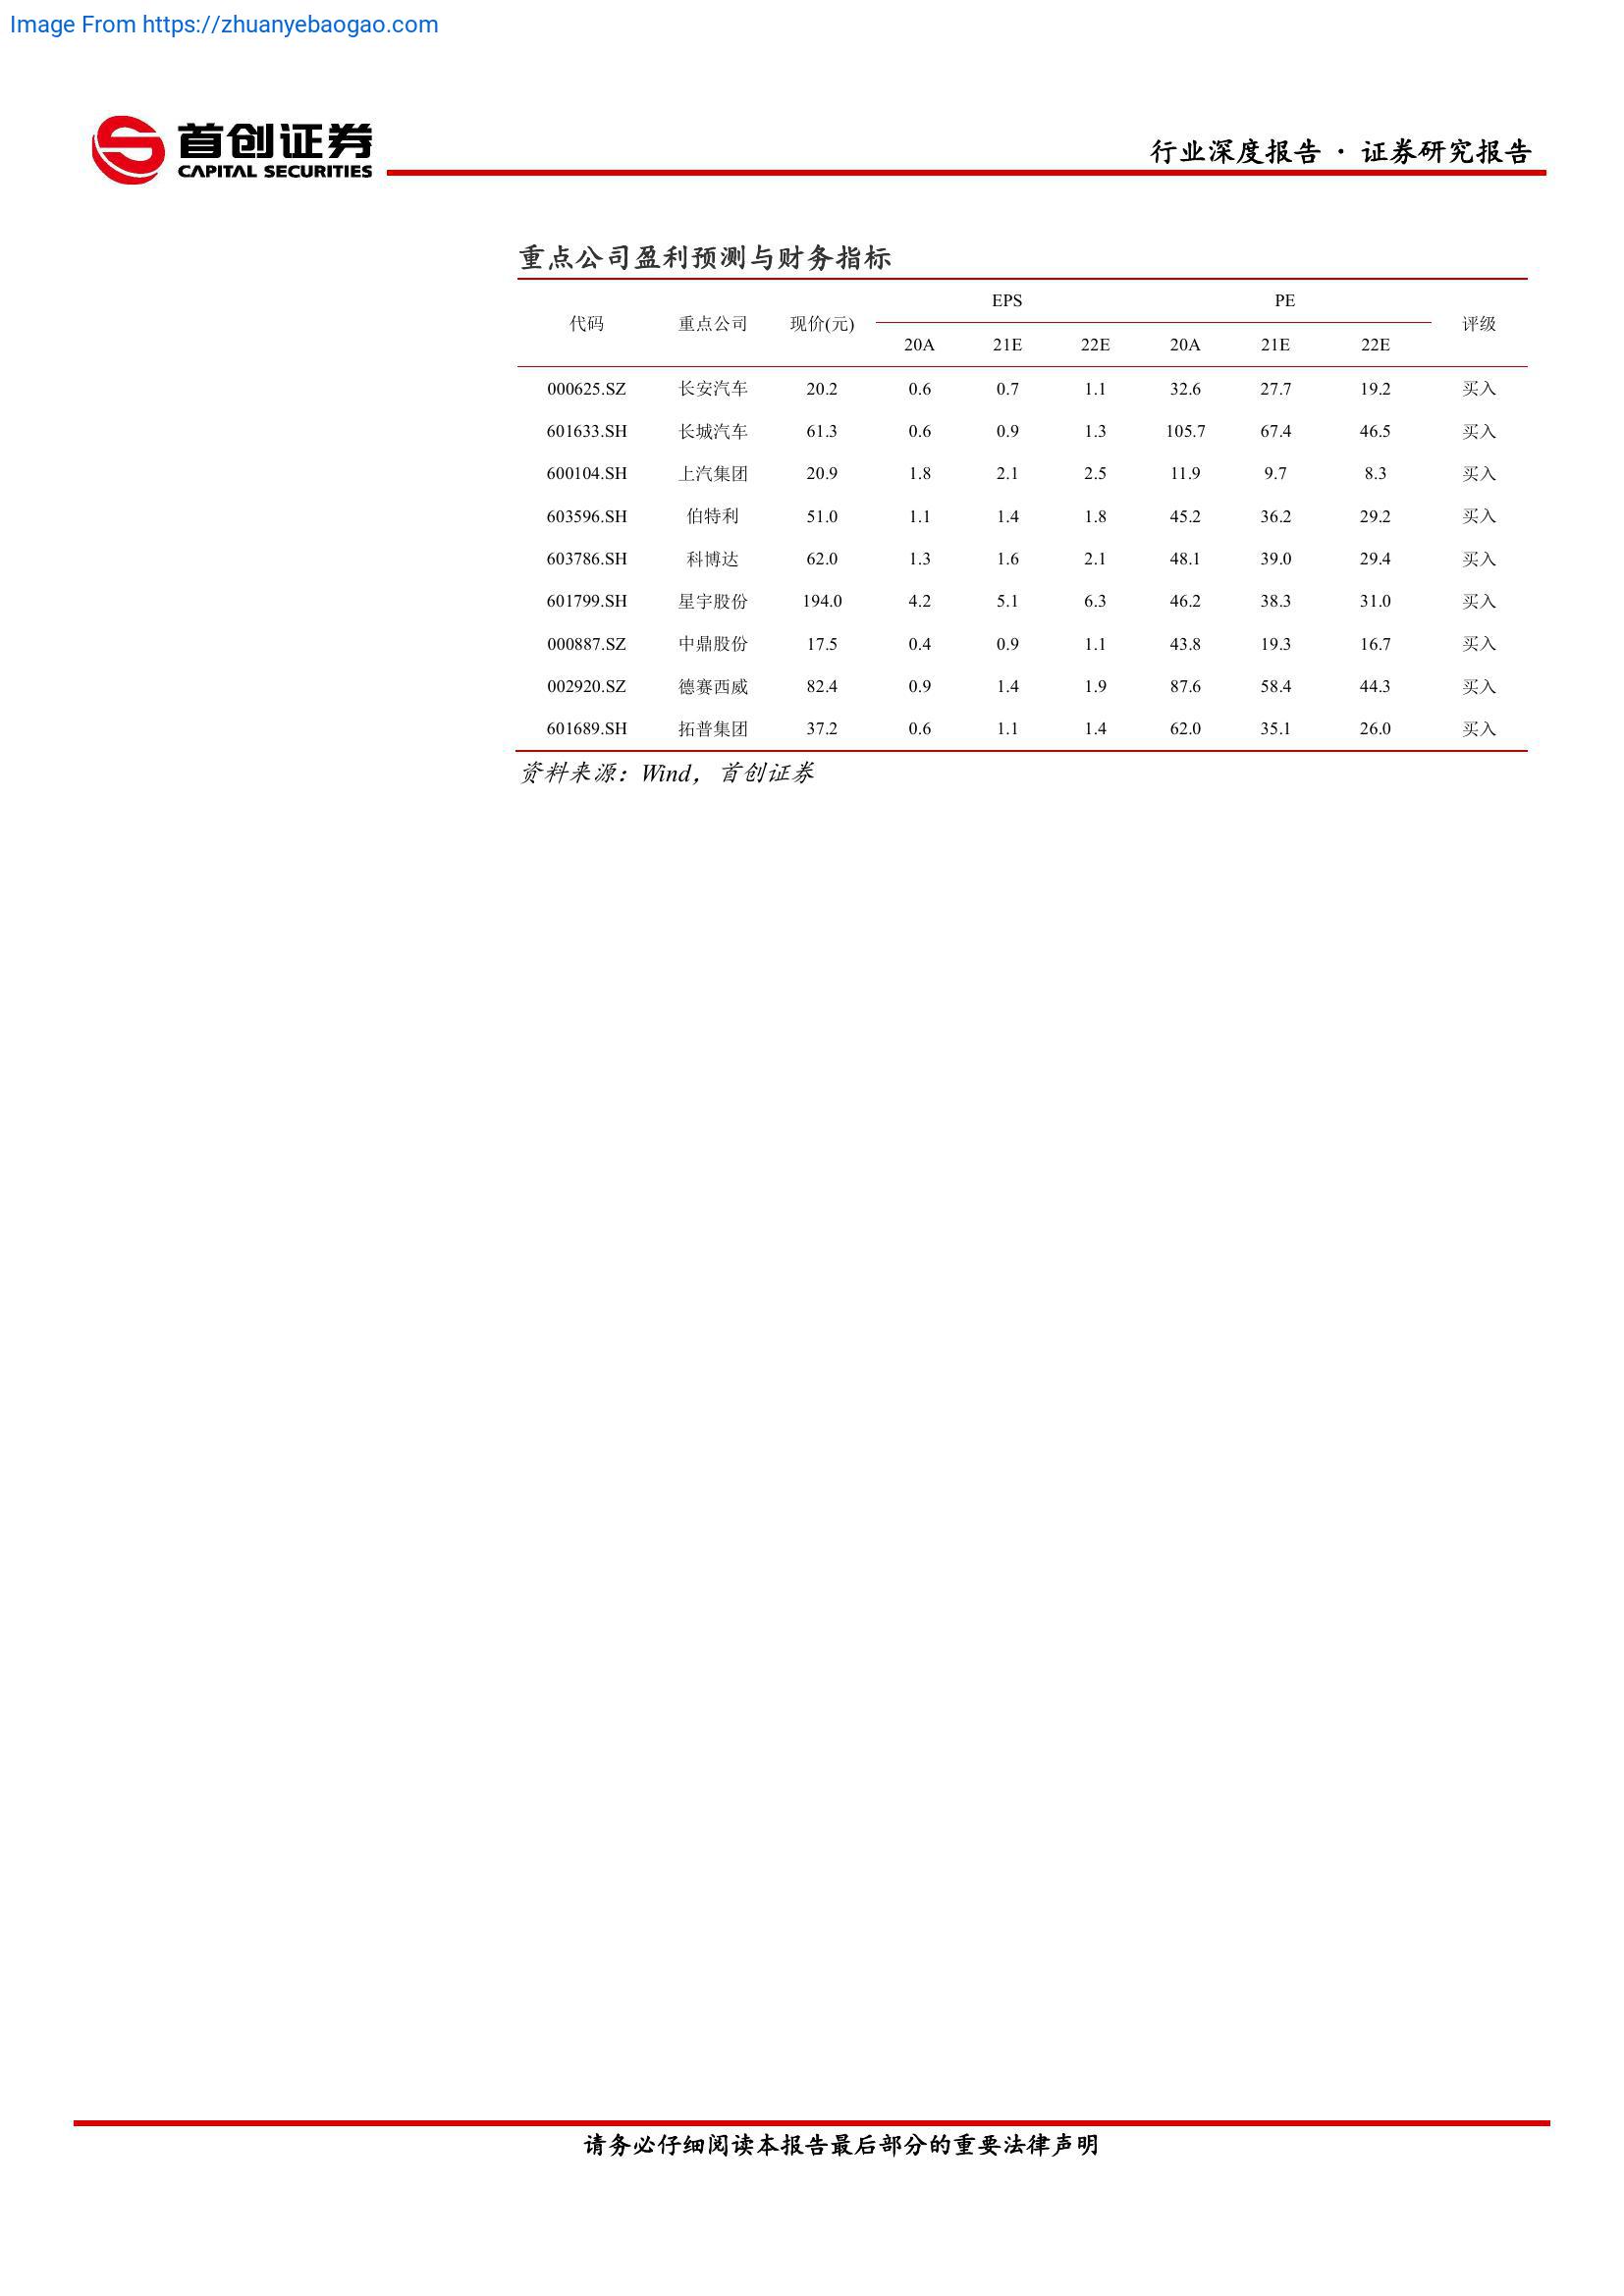 Image From https://zhuanyebaogao.com
首创证券
CAPITAL SECURITIES
行业深度报告 · 证券研究报告
重点公司盈利预测与财务指标
代码 重点公司 现价(元) EPS PE 评级
20A 21E 22E 20A 21E 22E
000625.SZ 长安汽车 20.2 0.6 0.7 1.1 32.6 27.7 19.2 买入
601633.SH 长城汽车 61.3 0.6 0.9 1.3 105.7 67.4 46.5 买入
600104.SH 上汽集团 20.9 1.8 2.1 2.5 11.9 9.7 8.3 买入
603596.SH 伯特利 51.0 1.1 1.4 1.8 45.2 36.2 29.2 买入
603786.SH 科博达 62.0 1.3 1.6 2.1 48.1 39.0 29.4 买入
601799.SH 星宇股份 194.0 4.2 5.1 6.3 46.2 38.3 31.0 买入
000887.SZ 中鼎股份 17.5 0.4 0.9 1.1 43.8 19.3 16.7 买入
002920.SZ 德赛西威 82.4 0.9 1.4 1.9 87.6 58.4 44.3 买入
601689.SH 拓普集团 37.2 0.6 1.1 1.4 62.0 35.1 26.0 买入
资料来源：Wind，首创证券
请务必仔细阅读本报告最后部分的重要法律声明